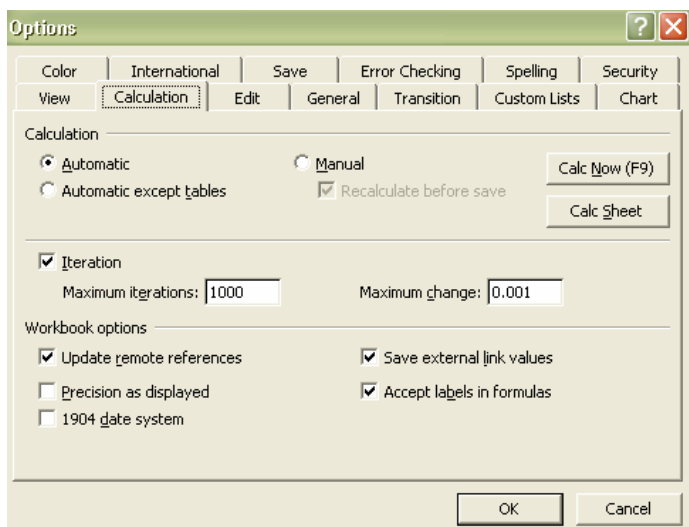 Options
Color International Save Error Checking Spelling Security
View Calculation Edit General Transition Custom Lists Chart
Calculation
Automatic Manual Calc Now (F9)
Automatic except tables Recalculate before save
Calc Sheet
Iteration
Maximum iterations: 1000 Maximum change: 0.001
Workbook options
Update remote references Save external link values
Precision as displayed Accept labels in formulas
1904 date system
OK Cancel